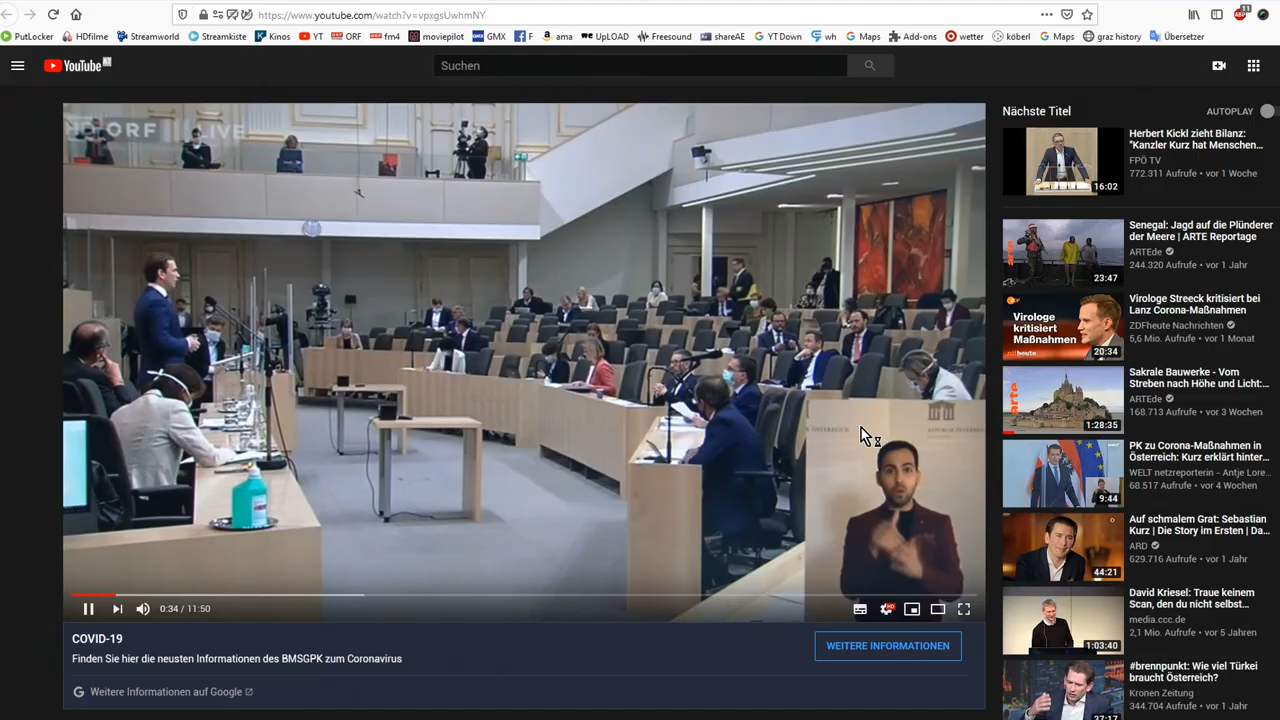 https://www.youtube.com/watch?v=vpxgsUwhmNY
11
PutLocker HDfilme Streamworld Streamkiste Kinos YT ORF fm4 moviepilot GMX F ama UpLOAD Freesound shareAE YT Down wh Maps Add-ons wetter köberl Maps graz history Übersetzer
YouTube AT
Suchen
ORF III LIVE
0:34 / 11:50
HD
COVID-19
Finden Sie hier die neusten Informationen des BMSGPK zum Coronavirus
WEITERE INFORMATIONEN
Weitere Informationen auf Google
Nächste Titel
AUTOPLAY
16:02
Herbert Kickl zieht Bilanz:
"Kanzler Kurz hat Menschen...
FPÖ TV
772.311 Aufrufe • vor 1 Woche
arte
23:47
Senegal: Jagd auf die Plünderer
der Meere | ARTE Reportage
ARTEde
244.320 Aufrufe • vor 1 Jahr
Virologe
kritisiert
Maßnahmen
20:34
Virologe Streeck kritisiert bei
Lanz Corona-Maßnahmen
ZDFheute Nachrichten
5,6 Mio. Aufrufe • vor 1 Monat
arte
1:28:35
Sakrale Bauwerke - Vom
Streben nach Höhe und Licht:...
ARTEde
168.713 Aufrufe • vor 3 Wochen
9:44
PK zu Corona-Maßnahmen in
Österreich: Kurz erklärt hinter...
WELT netzreporterin – Antje Lore...
68.517 Aufrufe • vor 4 Wochen
44:21
Auf schmalem Grat: Sebastian
Kurz | Die Story im Ersten | Da...
ARD
629.716 Aufrufe • vor 1 Jahr
1:03:40
David Kriesel: Traue keinem
Scan, den du nicht selbst...
media.ccc.de
2,1 Mio. Aufrufe • vor 5 Jahren
37:17
#brennpunkt: Wie viel Türkei
braucht Österreich?
Kronen Zeitung
344.704 Aufrufe • vor 1 Jahr